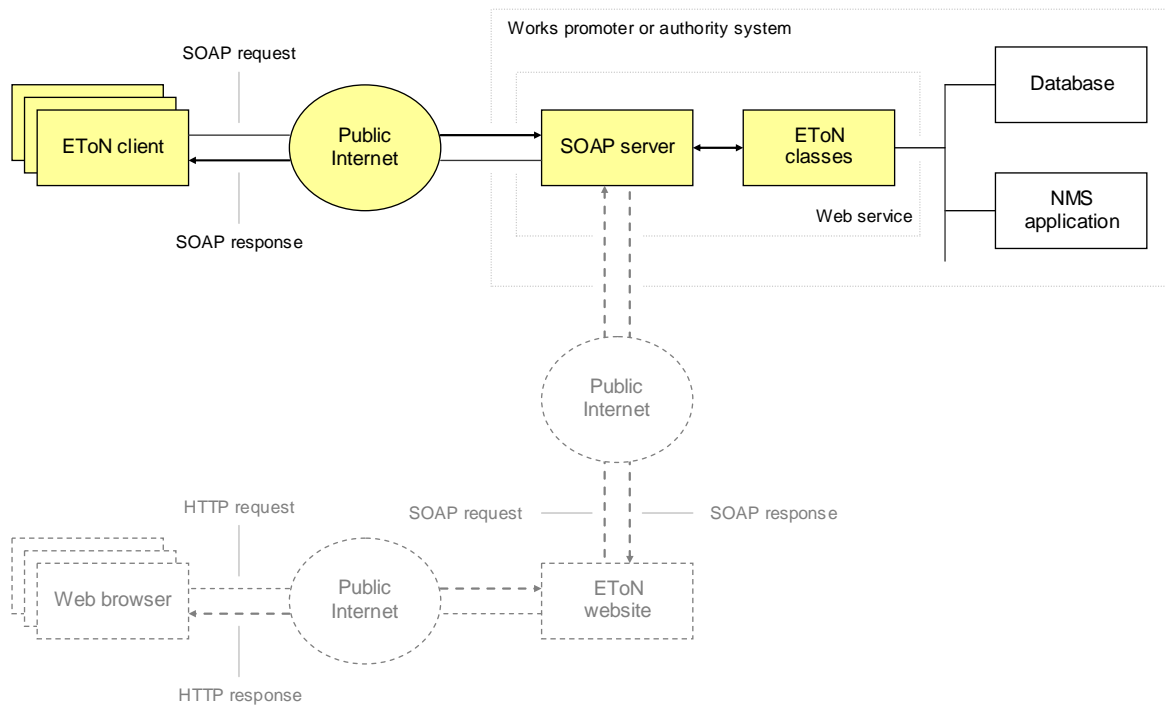 Works promoter or authority system
SOAP request
Database
EToN client
Public
Internet
SOAP server
EToN
classes
Web service
NMS
application
SOAP response
Public
Internet
HTTP request
SOAP request
SOAP response
Web browser
Public
Internet
EToN
website
HTTP response